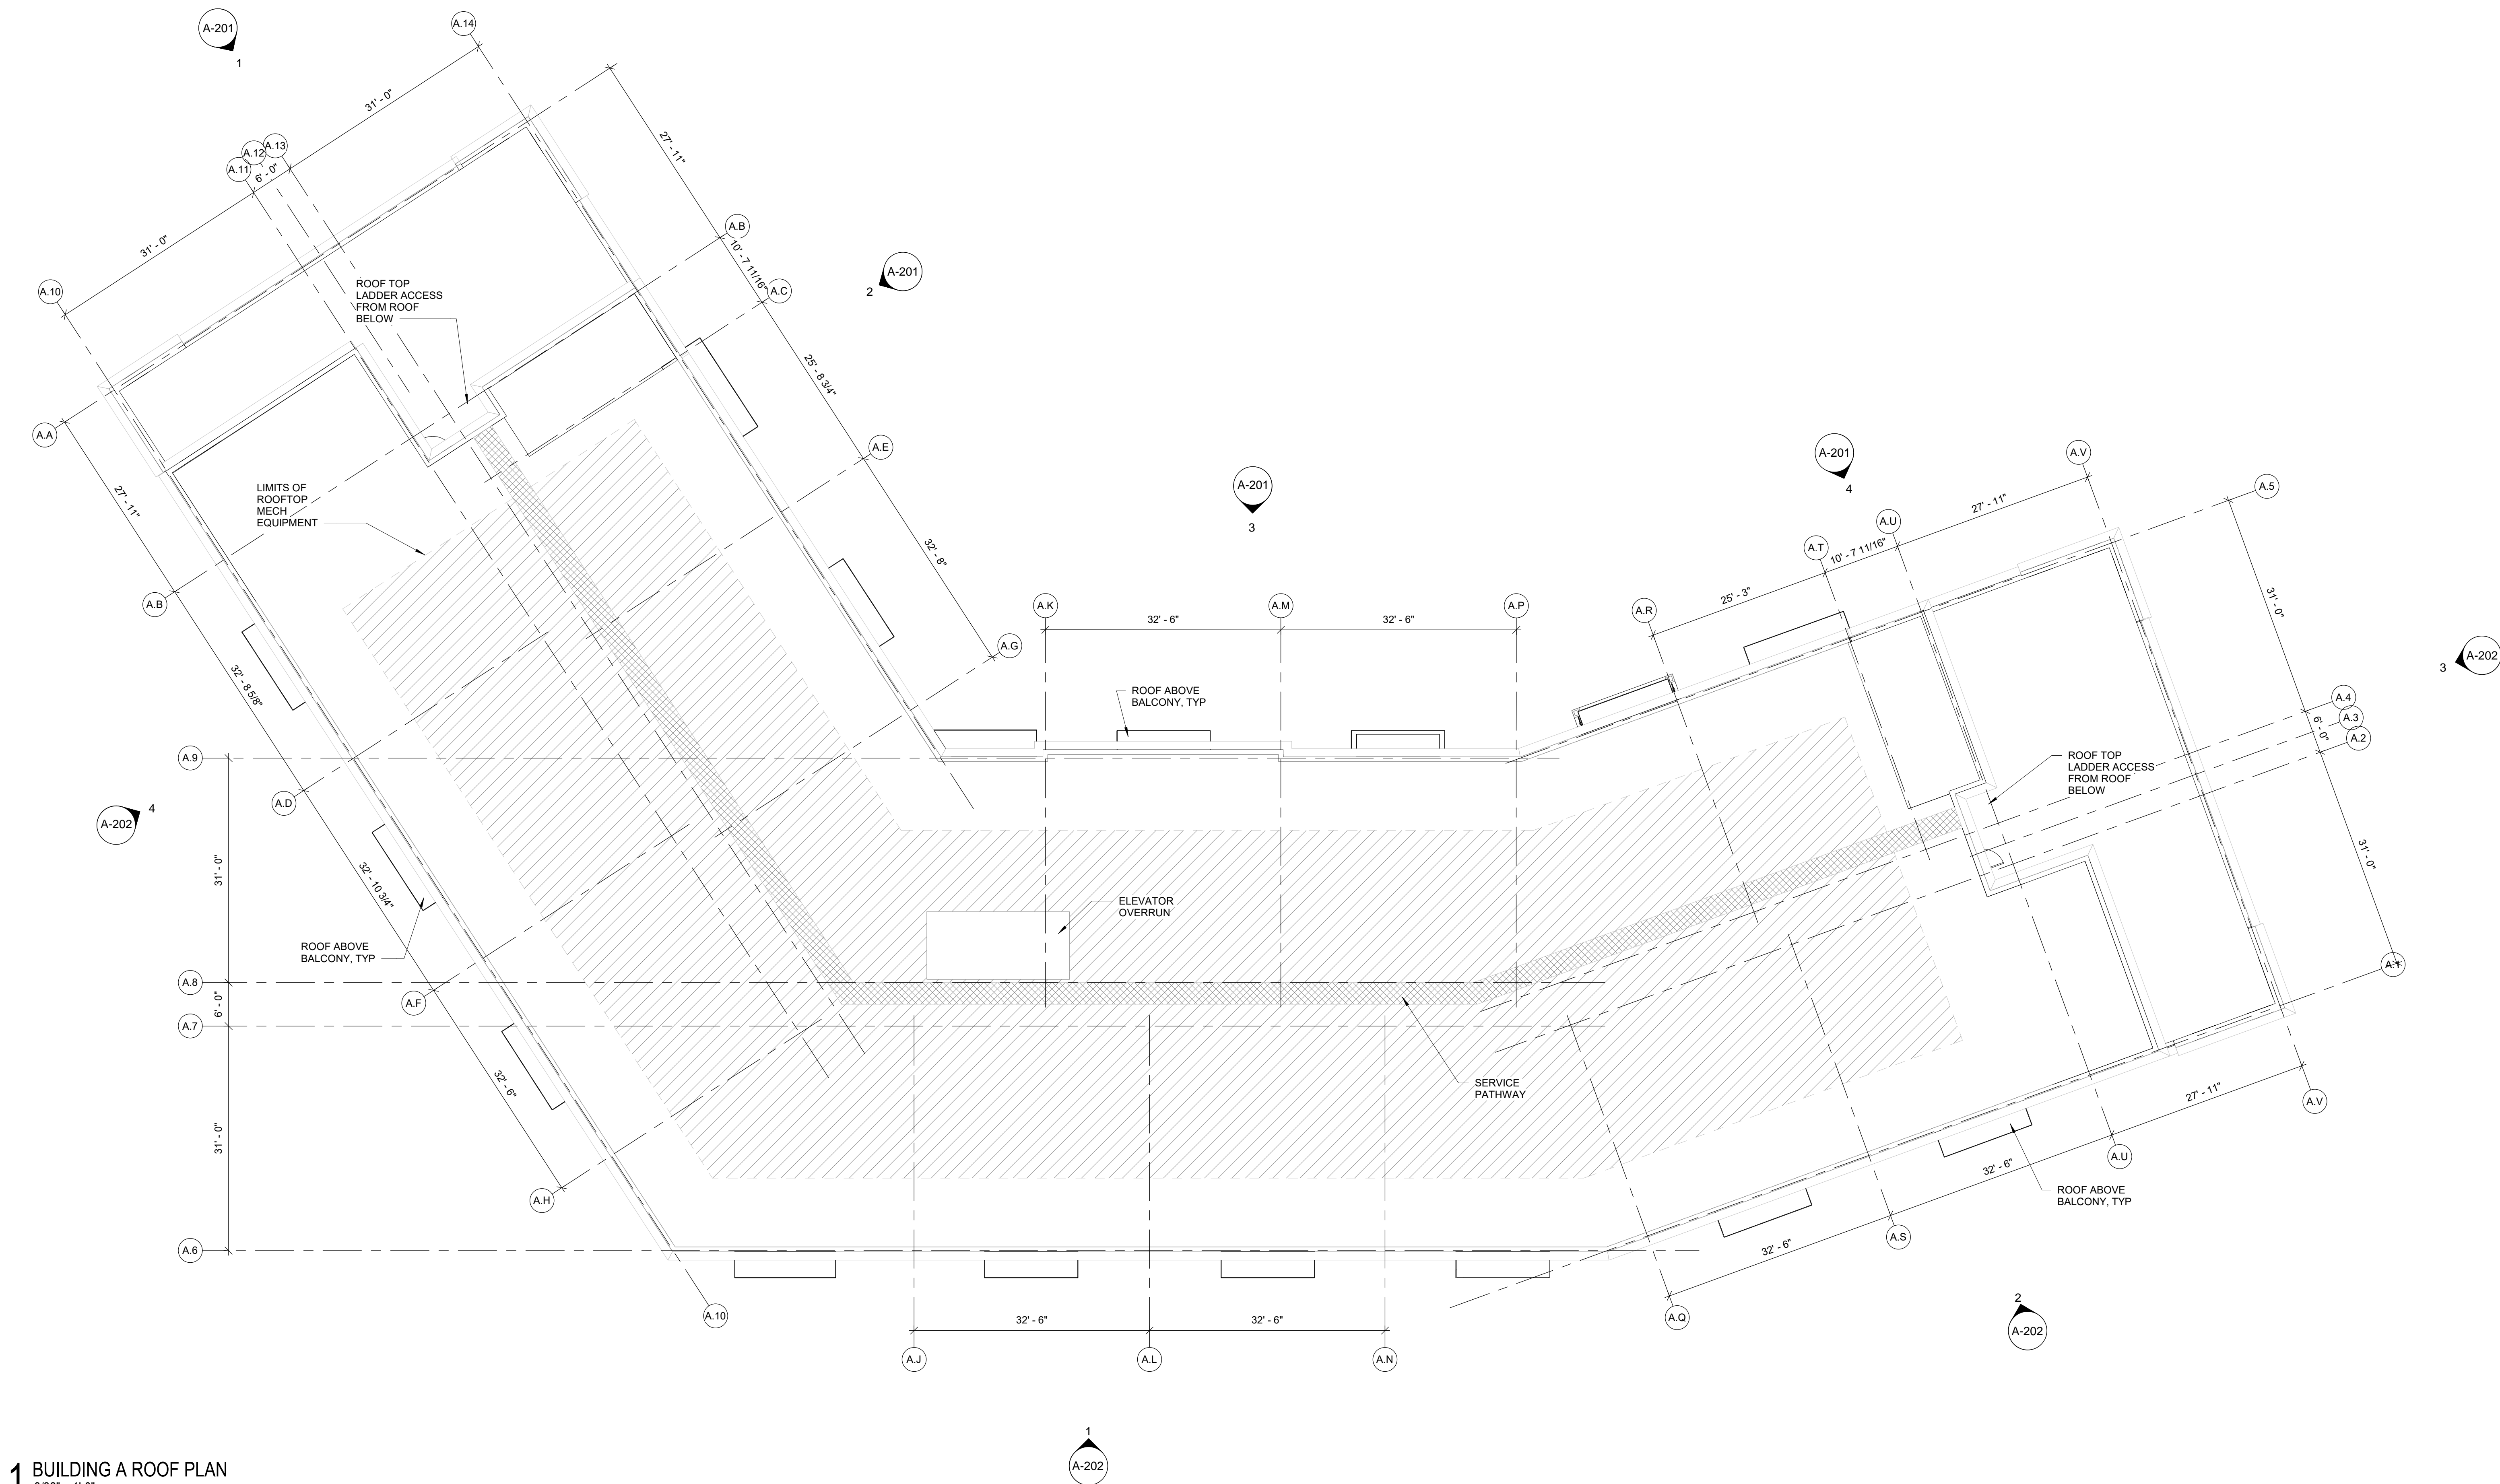 A-201
1
A.14
31' - 0"
A.13
A.12
A.11
6' - 0"
31' - 0"
A.10
27' - 11"
A.B
10' - 7 11/16"
A.C
A-201
2
ROOF TOP
LADDER ACCESS
FROM ROOF
BELOW
25' - 8 3/4"
A.A
A.E
27' - 11"
LIMITS OF
ROOFTOP
MECH
EQUIPMENT
A-201
3
A-201
4
A.V
A.5
27' - 11"
A.U
A.T
10' - 7 11/16"
32' - 8"
A.B
A.K
A.M
A.P
A.R
25' - 3"
31' - 0"
32' - 6"
32' - 6"
A.G
3
A-202
32' - 8 5/8"
ROOF ABOVE
BALCONY, TYP
A.4
A.3
A.2
6' - 0"
A.9
ROOF TOP
LADDER ACCESS
FROM ROOF
BELOW
A.D
4
A-202
31' - 0"
31' - 0"
32' - 10 3/4"
ELEVATOR
OVERRUN
ROOF ABOVE
BALCONY, TYP
A.1
A.8
A.F
6' - 0"
A.7
32' - 6"
SERVICE
PATHWAY
27' - 11"
A.V
31' - 0"
A.U
32' - 6"
ROOF ABOVE
BALCONY, TYP
A.H
A.6
A.S
32' - 6"
A.10
A.Q
32' - 6"
32' - 6"
2
A-202
A.J
A.L
A.N
1
A-202
1 BUILDING A ROOF PLAN